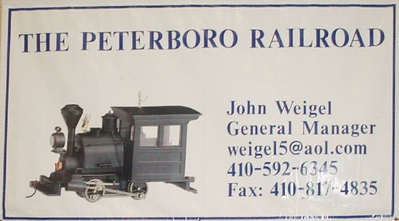 THE PETERBORO RAILROAD
John Weigel
General Manager
weigel5@aol.com
410-592-6345
Fax: 410-817-4835